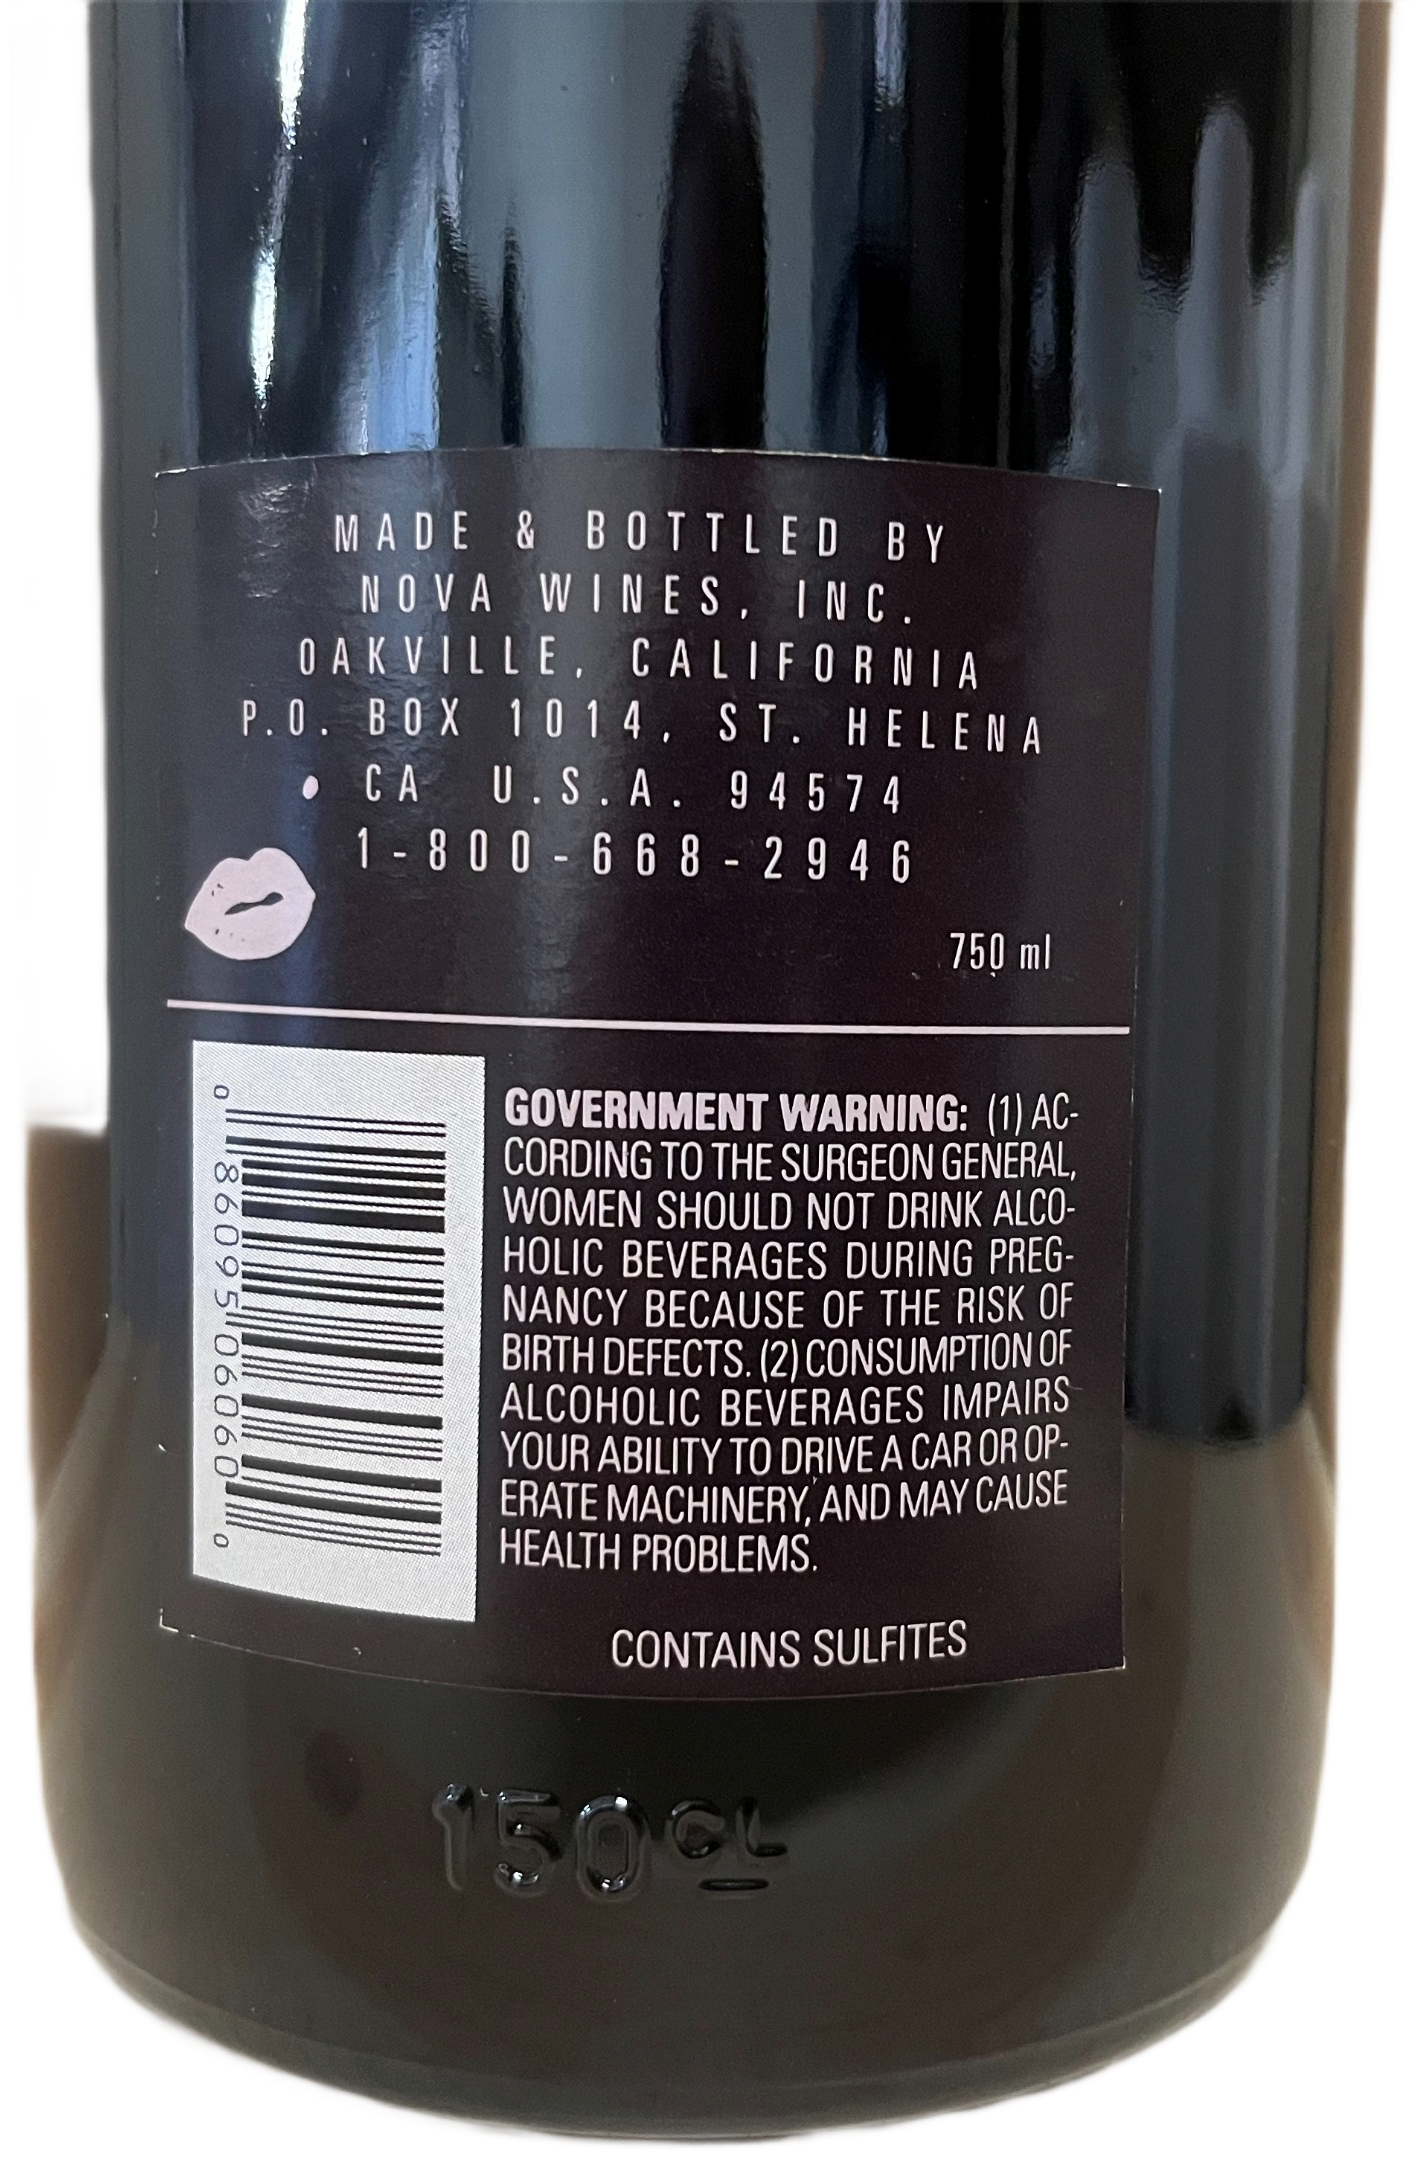 MADE & BOTTLED BY
NOVA WINES, INC.
OAKVILLE, CALIFORNIA
P.O. BOX 1014, ST. HELENA
• CA U.S.A. 94574
1-800-668-2946
750 ml
0 86095 06060 0
GOVERNMENT WARNING: (1) AC-
CORDING TO THE SURGEON GENERAL,
WOMEN SHOULD NOT DRINK ALCO-
HOLIC BEVERAGES DURING PREG-
NANCY BECAUSE OF THE RISK OF
BIRTH DEFECTS. (2) CONSUMPTION OF
ALCOHOLIC BEVERAGES IMPAIRS
YOUR ABILITY TO DRIVE A CAR OR OP-
ERATE MACHINERY, AND MAY CAUSE
HEALTH PROBLEMS.
CONTAINS SULFITES
150CL